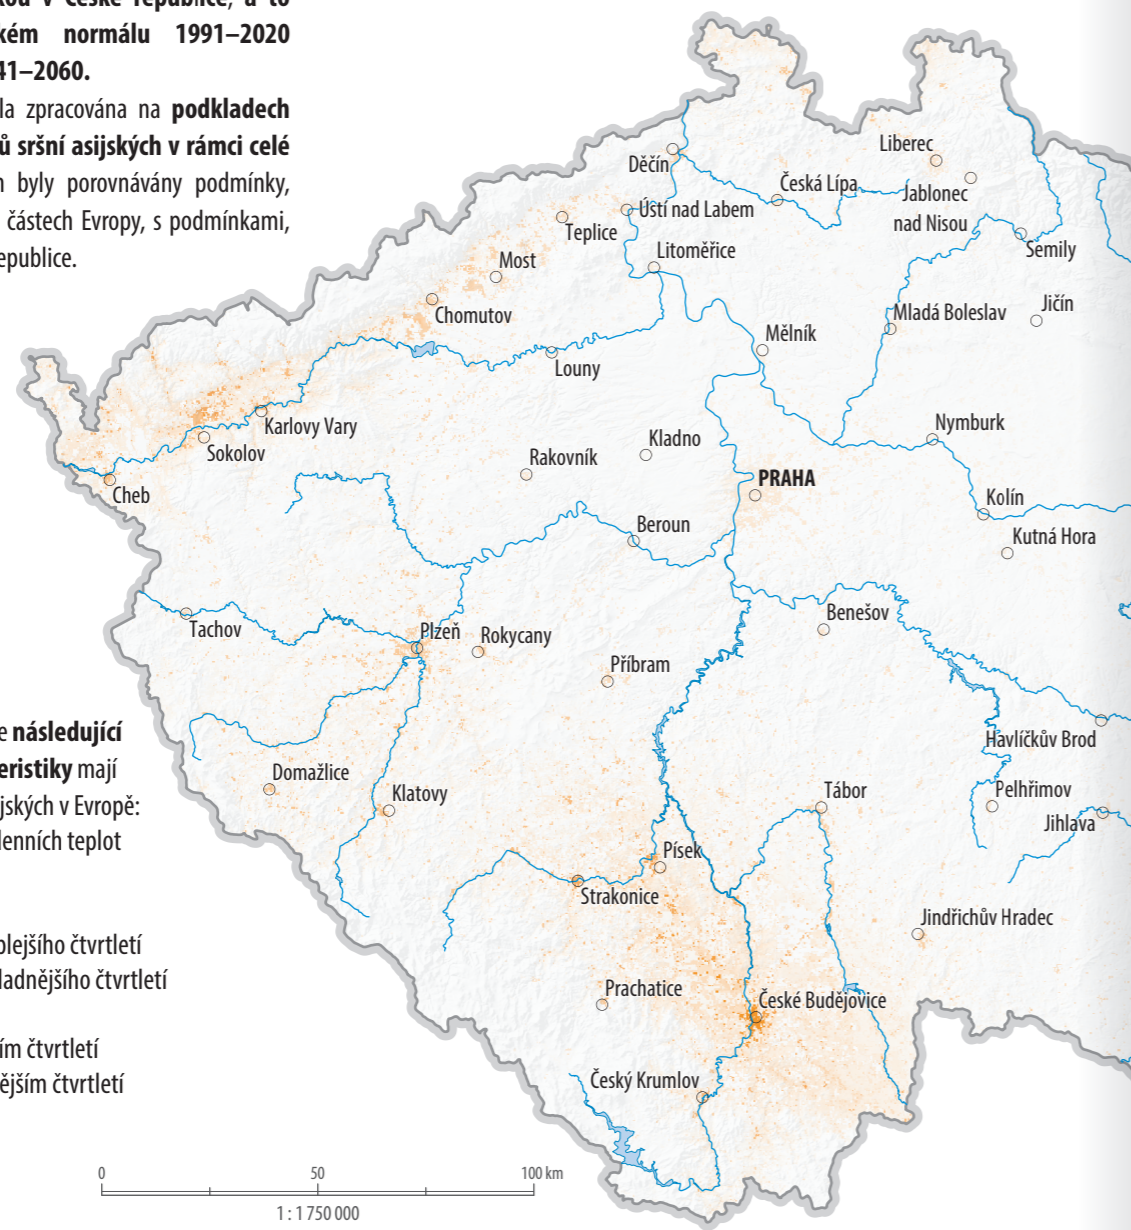 v České republice, a to
kém normálu 1991–2020
41–2060.
la zpracována na podkladech
ů sršní asijských v rámci celé
byly porovnávány podmínky,
částech Evropy, s podmínkami,
epublice.
Liberec
Děčín
Česká Lípa
Jablonec
nad Nisou
Ústí nad Labem
Teplice
Semily
Litoměřice
Most
Chomutov
Mladá Boleslav
Jičín
Mělník
Louny
Karlovy Vary
Nymburk
Kladno
Sokolov
Rakovník
PRAHA
Cheb
Kolín
Beroun
Kutná Hora
Benešov
Tachov
Plzeň
Rokycany
Příbram
e následující
eristiky mají
jských v Evropě:
denních teplot
Havlíčkův Brod
Domažlice
Klatovy
Tábor
Pelhřimov
Jihlava
Písek
Strakonice
Jindřichův Hradec
plejšího čtvrtletí
ladnějšího čtvrtletí
Prachatice
České Budějovice
ím čtvrtletí
ějším čtvrtletí
Český Krumlov
0 50 100 km
1 : 1 750 000